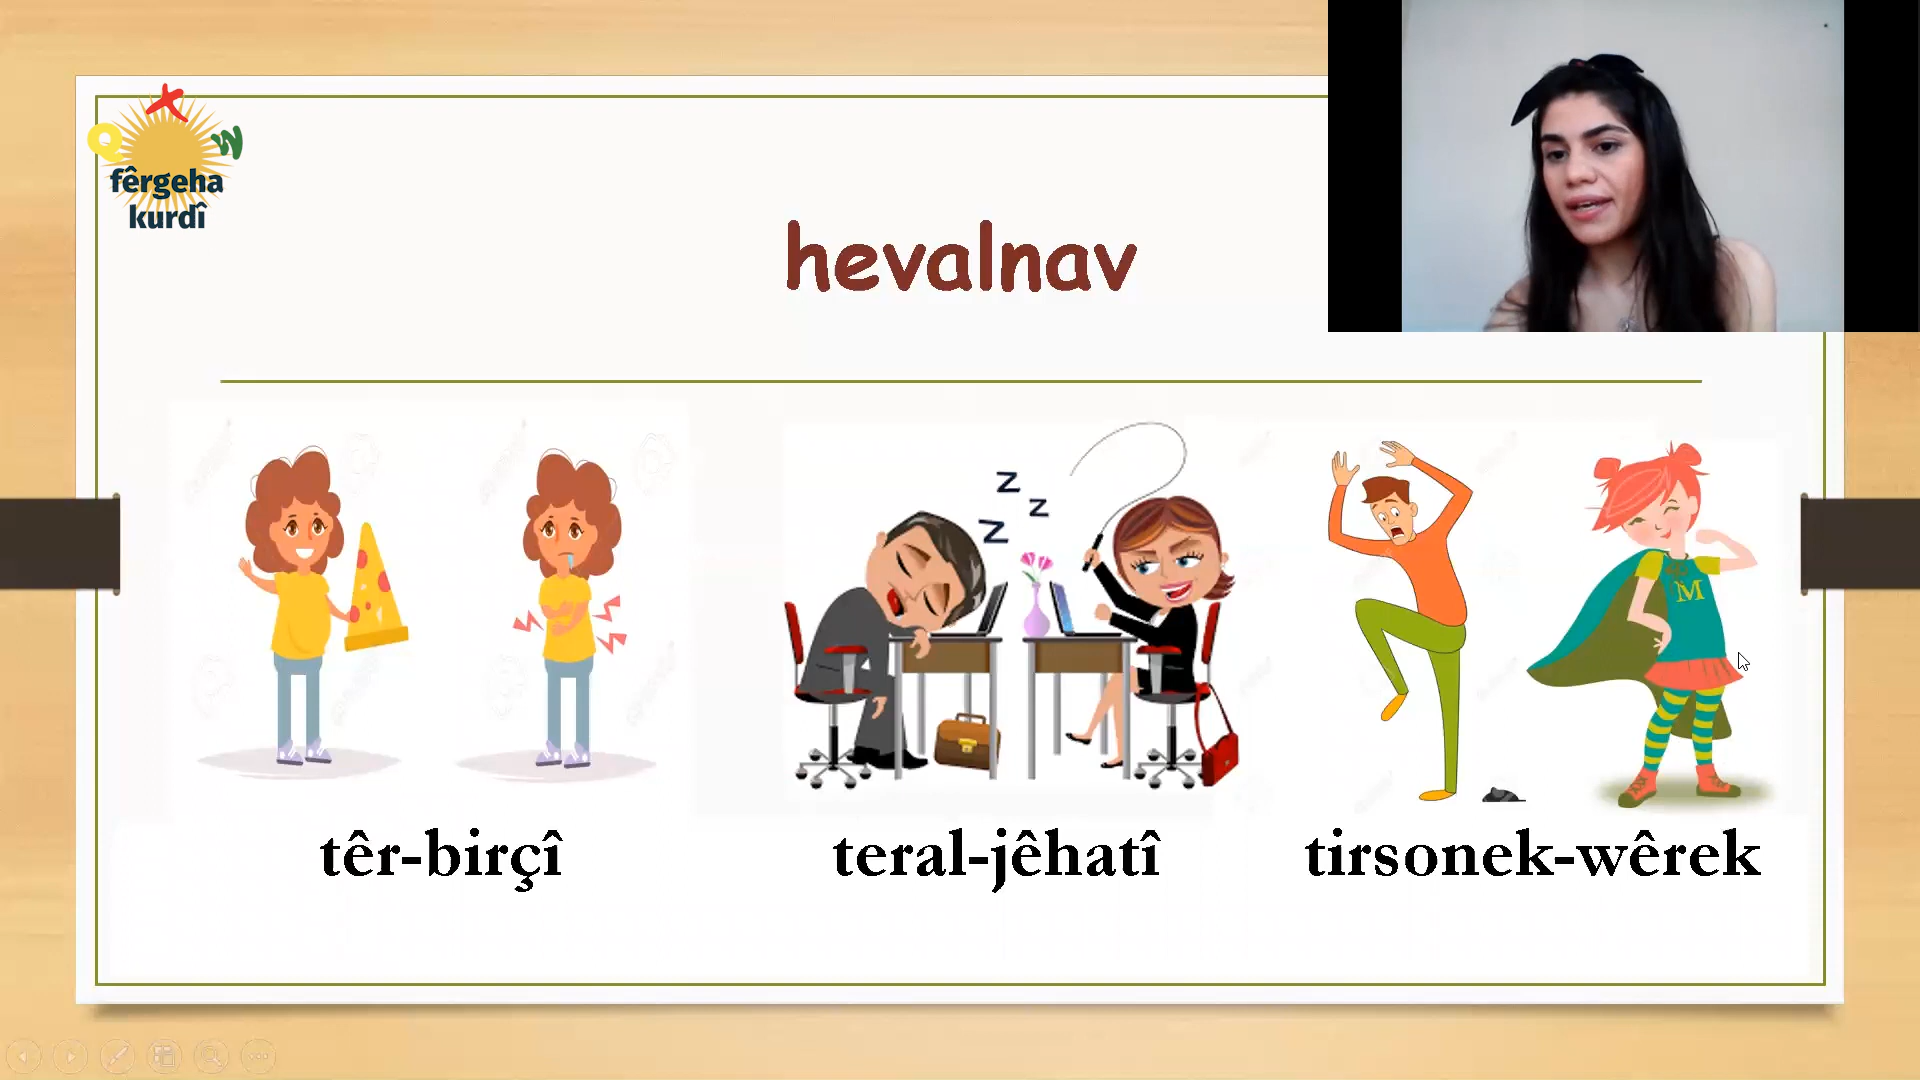 Q X W
fêrgeha
kurdî
hevalnav
z
z
z
M
têr-birçî
teral-jêhatî
tirsonek-wêrek